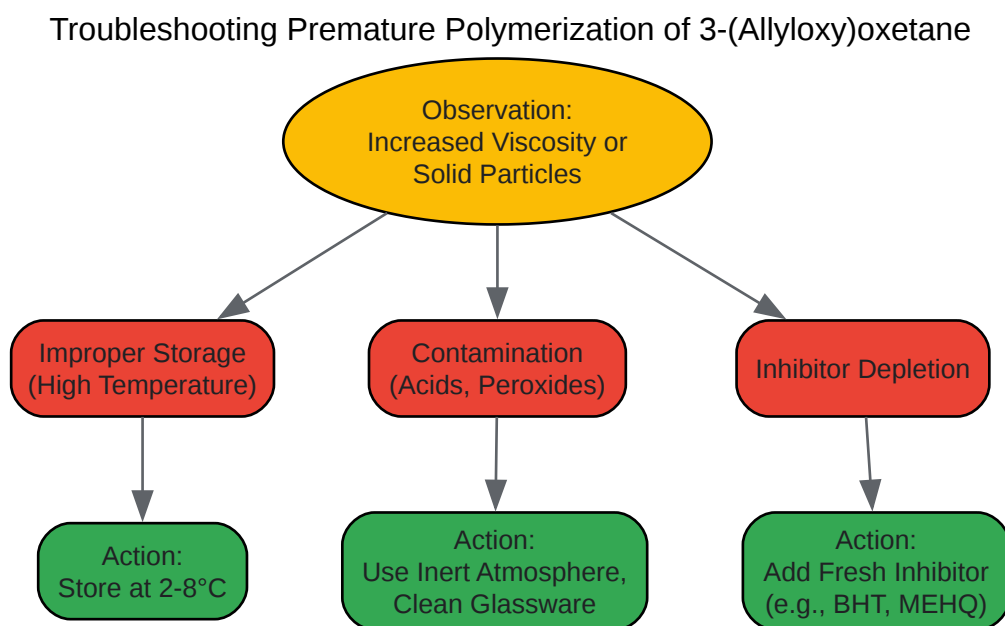 Troubleshooting Premature Polymerization of 3-(Allyloxy)oxetane
Observation:
Increased Viscosity or
Solid Particles
Improper Storage
(High Temperature)
Contamination
(Acids, Peroxides)
Inhibitor Depletion
Action:
Store at 2-8°C
Action:
Use Inert Atmosphere,
Clean Glassware
Action:
Add Fresh Inhibitor
(e.g., BHT, MEHQ)